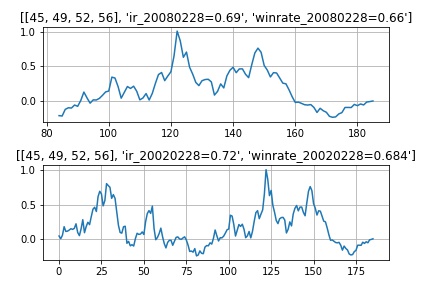 [[45, 49, 52, 56], 'ir_20080228=0.69', 'winrate_20080228=0.66']
1.0
0.5
0.0
80 100 120 140 160 180
[[45, 49, 52, 56], 'ir_20020228=0.72', 'winrate_20020228=0.684']
1.0
0.5
0.0
0 25 50 75 100 125 150 175